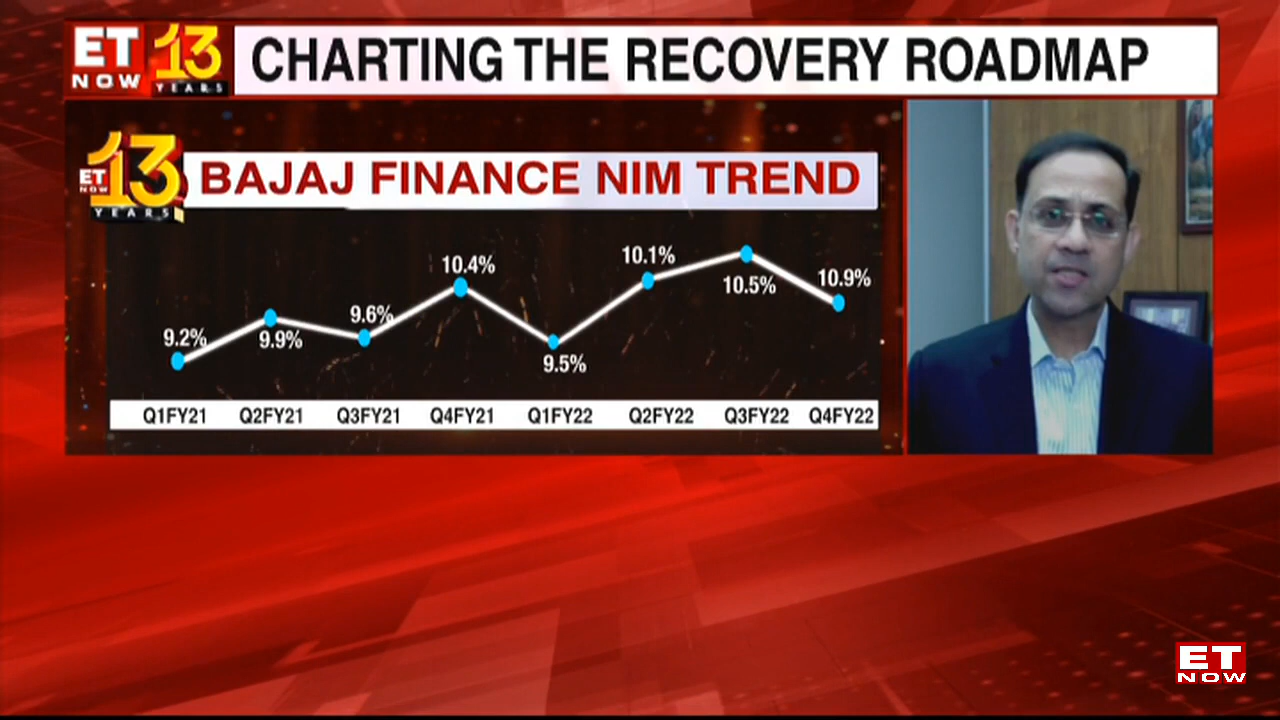 ET NOW
13 YEARS
CHARTING THE RECOVERY ROADMAP
ET NOW 13 YEARS
BAJAJ FINANCE NIM TREND
9.2%
9.9%
9.6%
10.4%
9.5%
10.1%
10.5%
10.9%
Q1FY21 Q2FY21 Q3FY21 Q4FY21 Q1FY22 Q2FY22 Q3FY22 Q4FY22
ET
NOW